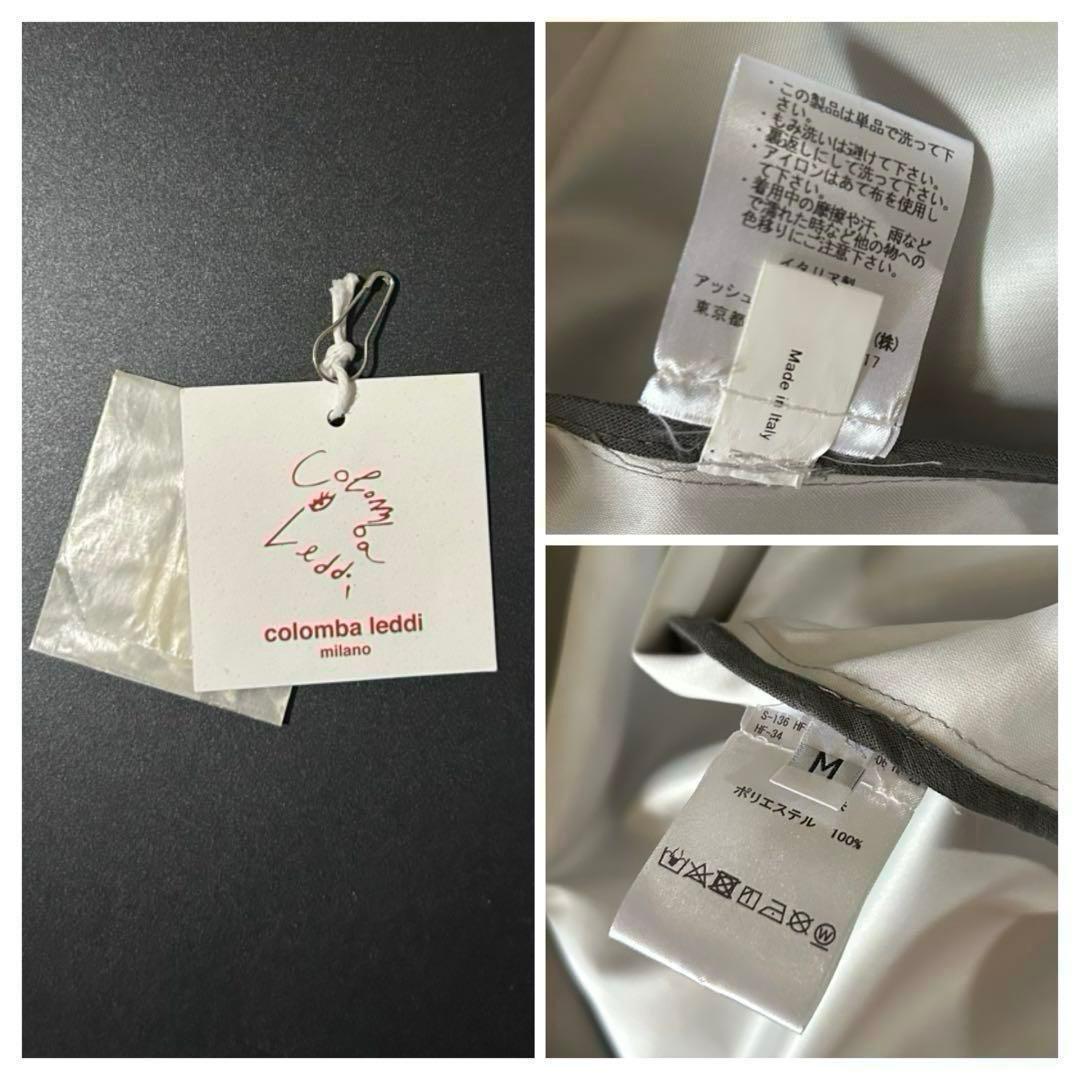 Colomba
Leddi
colomba leddi
milano
・この製品は単品で洗って下
さい。
・もみ洗いは避けて下さい。
・裏返しにして洗って下さい。
・アイロンはあて布を使用し
て下さい。
・着用中の摩擦や汗、雨など
で濡れた時など他の物への
色移りにご注意下さい。
イタリア製
アッシュ
(株)
東京都
17
Made in Italy
S-136 HF
HF-34
06
M
ポリエステル 100%
W